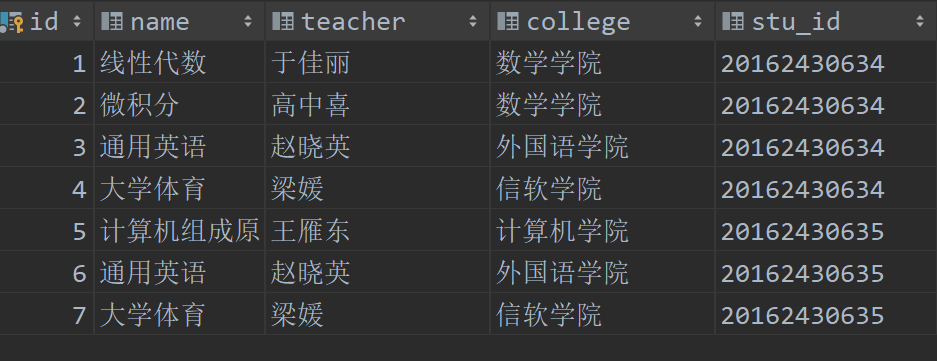 id name teacher college stu_id
1 线性代数 于佳丽 数学学院 20162430634
2 微积分 高中喜 数学学院 20162430634
3 通用英语 赵晓英 外国语学院 20162430634
4 大学体育 梁媛 信软学院 20162430634
5 计算机组成原 王雁东 计算机学院 20162430635
6 通用英语 赵晓英 外国语学院 20162430635
7 大学体育 梁媛 信软学院 20162430635